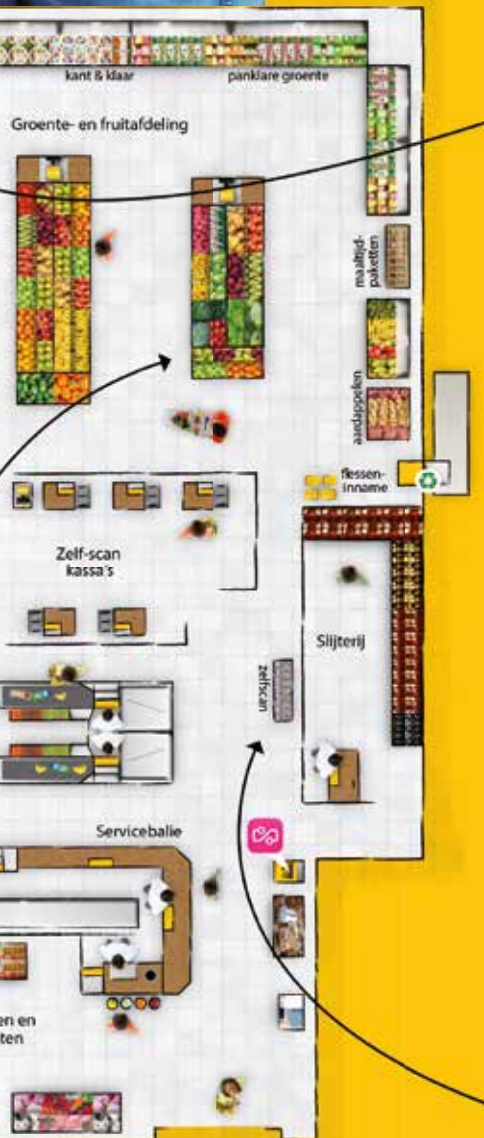 kant & klaar
panklare groente
Groente- en fruitafdeling
maaltijd-
paketten
aardappelen
flessen-
inname
Zelf-scan
kassa's
Slijterij
zelfscan
Servicebalie
en en
ten